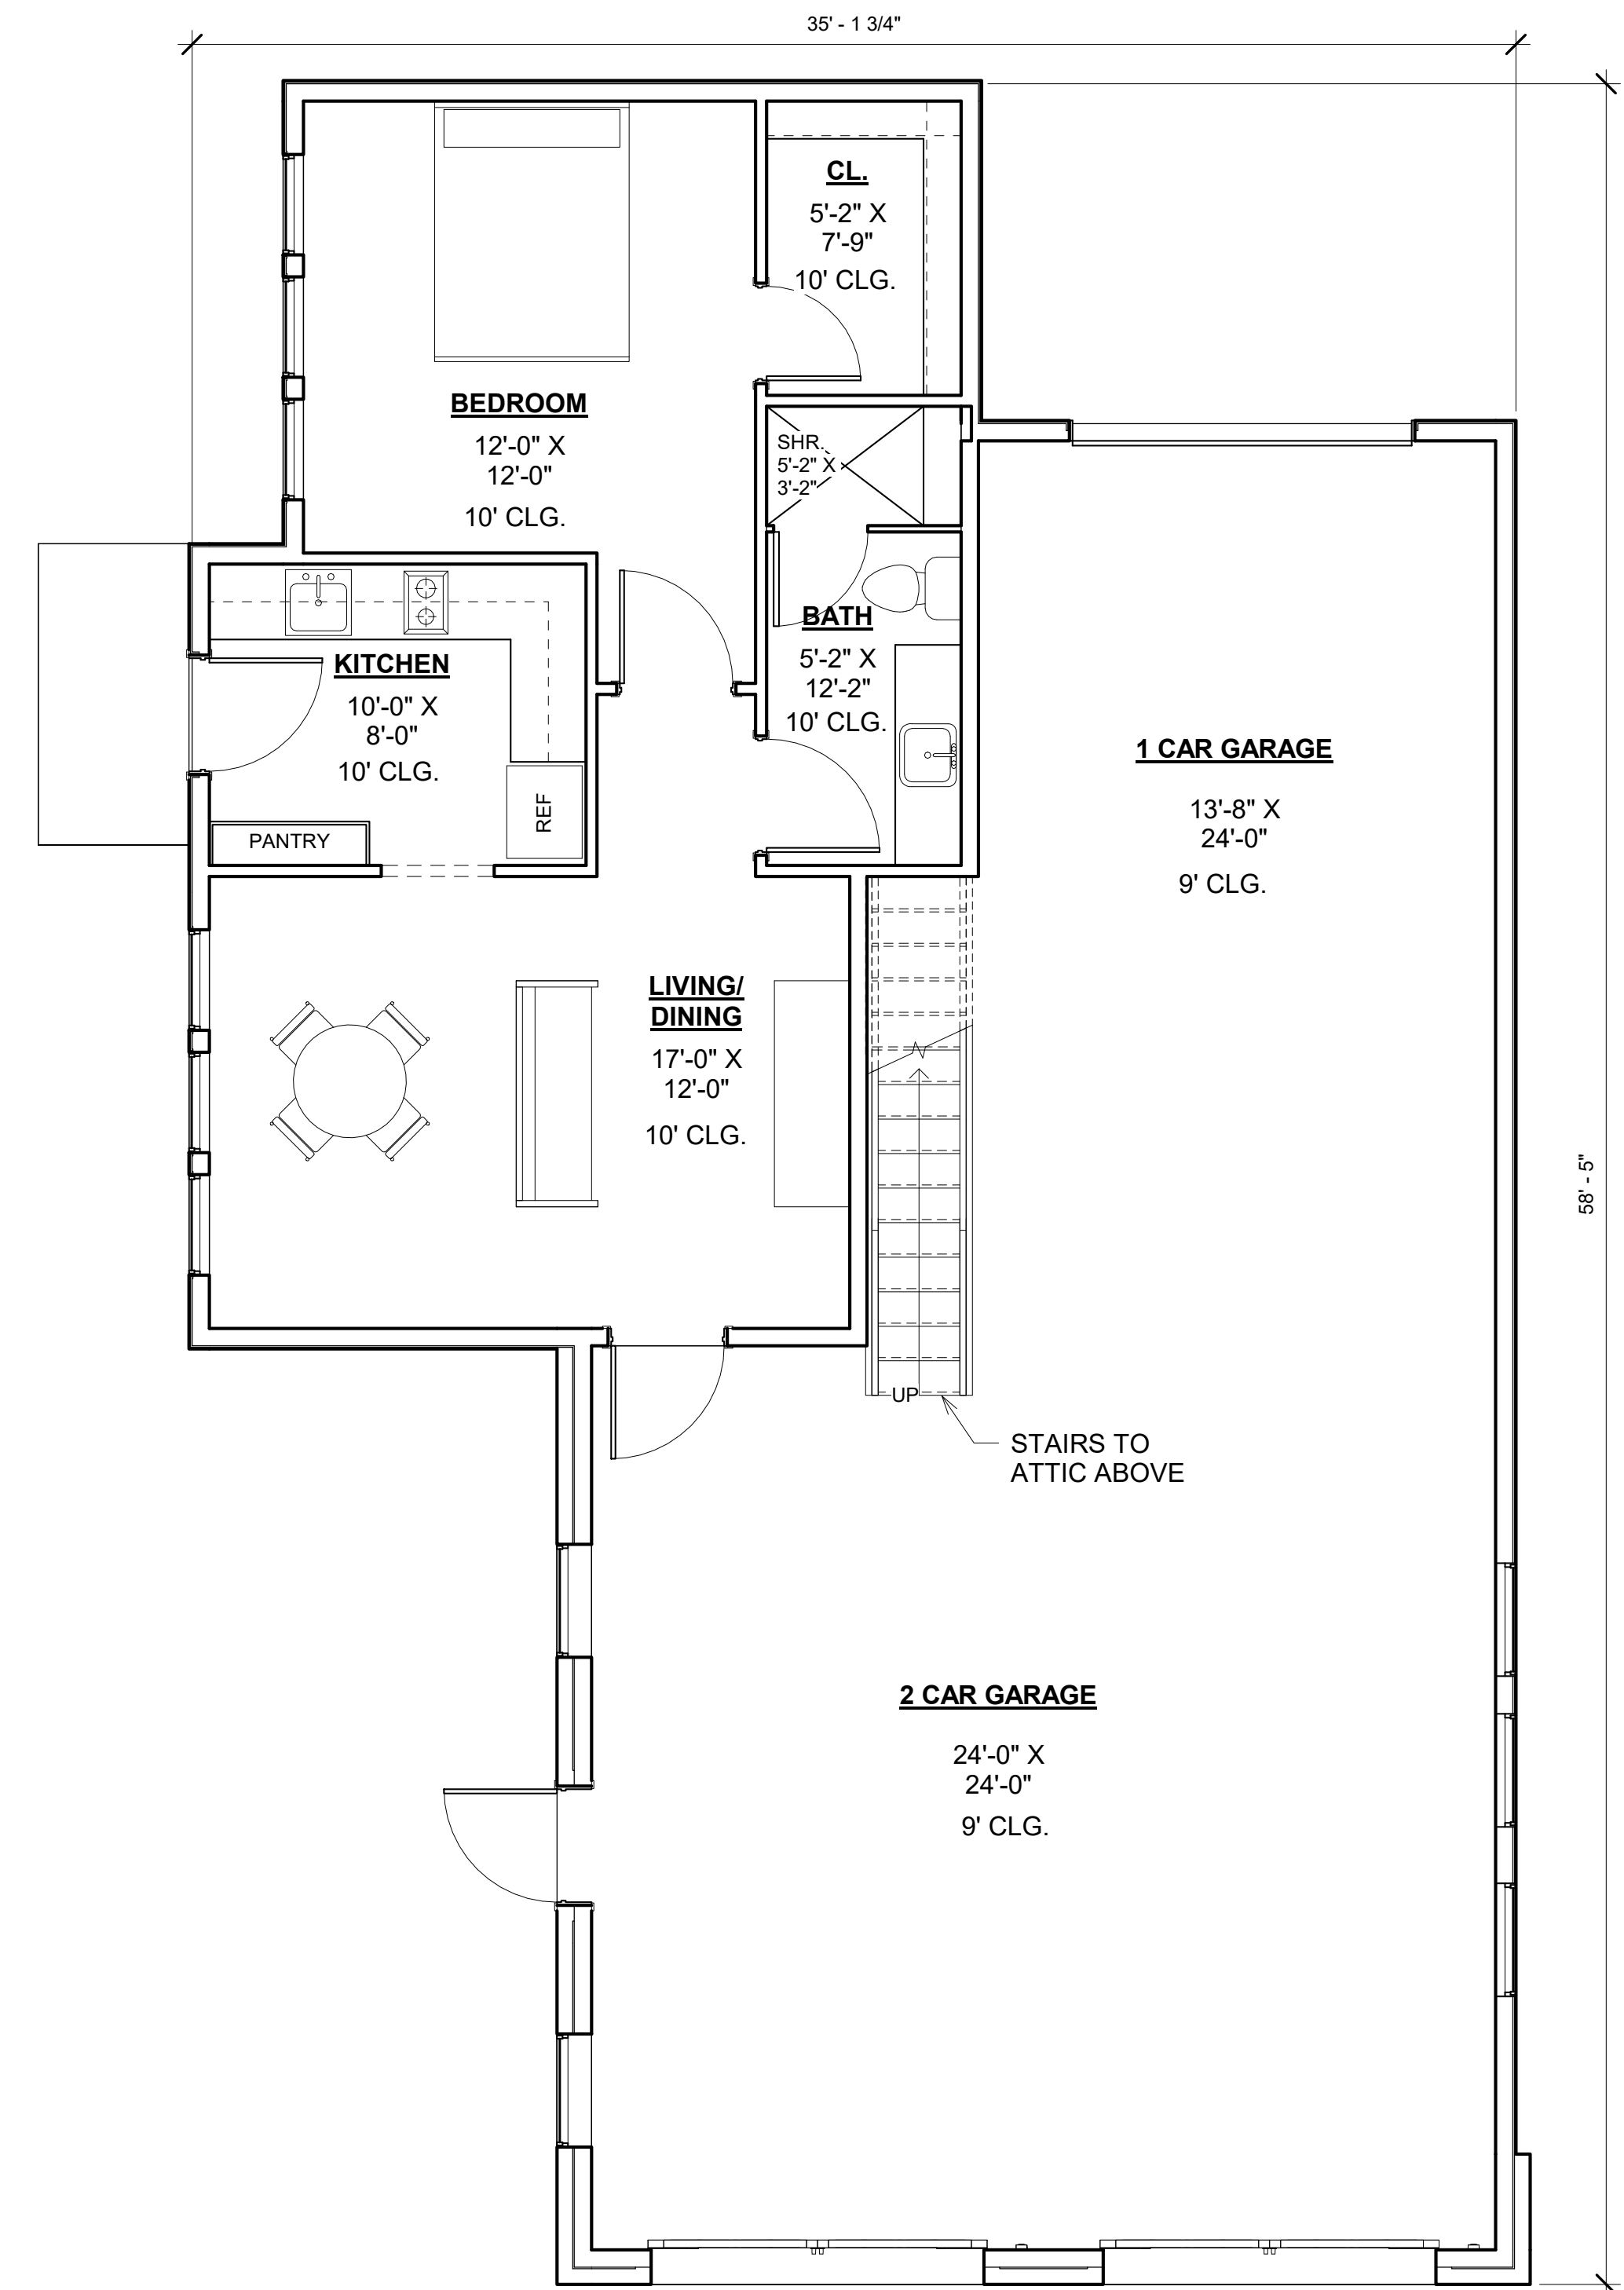 35' - 1 3/4"
CL.
5'-2" X
7'-9"
10' CLG.
BEDROOM
12'-0" X
12'-0"
10' CLG.
SHR.
5'-2" X
3'-2"
BATH
5'-2" X
12'-2"
10' CLG.
KITCHEN
10'-0" X
8'-0"
10' CLG.
REF
PANTRY
1 CAR GARAGE
13'-8" X
24'-0"
9' CLG.
LIVING/
DINING
17'-0" X
12'-0"
10' CLG.
58' - 5"
UP
STAIRS TO
ATTIC ABOVE
2 CAR GARAGE
24'-0" X
24'-0"
9' CLG.